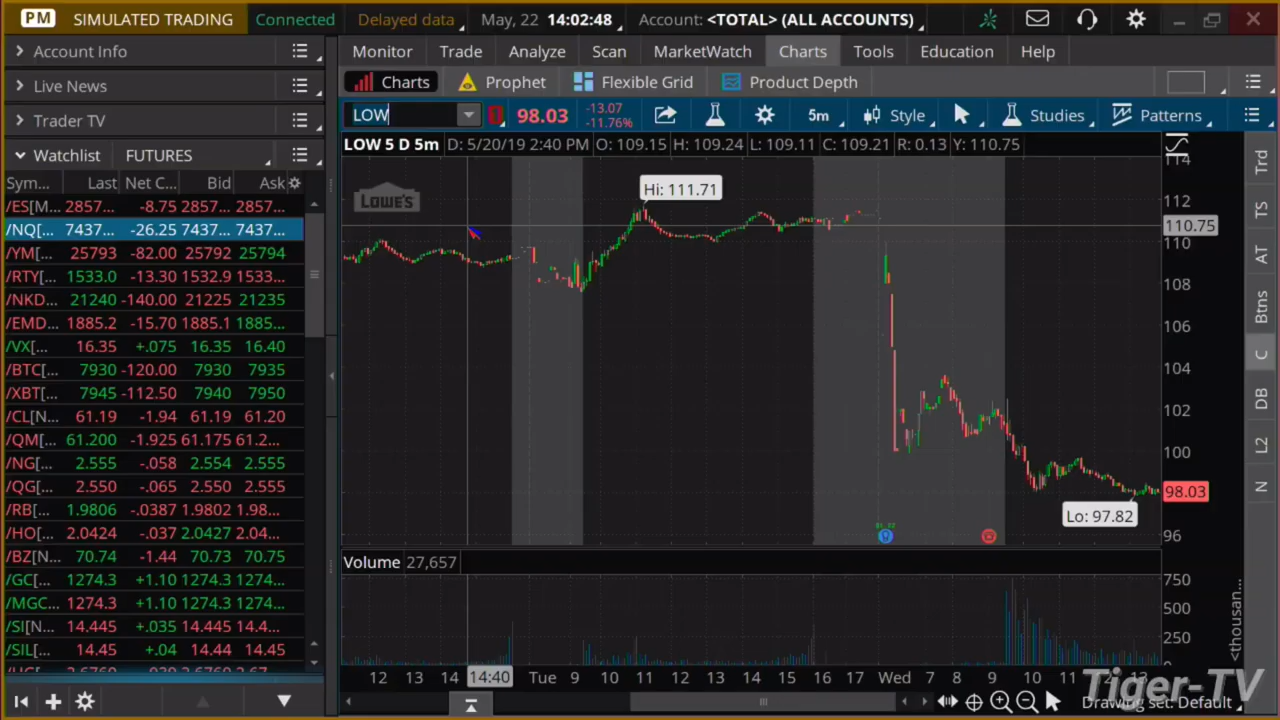 PM SIMULATED TRADING Connected Delayed data May, 22 14:02:48 Account: <TOTAL> (ALL ACCOUNTS)
Account Info
Live News
Trader TV
Watchlist FUTURES
Sym... Last Net C... Bid Ask
/ES[M... 2857... -8.75 2857... 2857...
/NQ[... 7437... -26.25 7437... 7437...
/YM[... 25793 -82.00 25792 25794
/RTY[... 1533.0 -13.30 1532.9 1533...
/NKD... 21240 -140.00 21225 21235
/EMD... 1885.2 -15.70 1885.1 1885...
/VX[... 16.35 +.075 16.35 16.40
/BTC[... 7930 -120.00 7930 7935
/XBT[... 7945 -112.50 7940 7950
/CL[N... 61.19 -1.94 61.19 61.20
/QM[... 61.200 -1.925 61.175 61.2...
/NG[... 2.555 -.058 2.554 2.555
/QG[... 2.550 -.065 2.550 2.555
/RB[... 1.9806 -.0387 1.9802 1.98...
/HO[... 2.0424 -.037 2.0427 2.04...
/BZ[N... 70.74 -1.44 70.73 70.75
/GC[... 1274.3 +1.10 1274.3 1274...
/MGC... 1274.3 +1.10 1274.3 1274...
/SI[N... 14.445 +.035 14.445 14.4...
/SIL[... 14.45 +.04 14.44 14.45
Monitor Trade Analyze Scan MarketWatch Charts Tools Education Help
Charts Prophet Flexible Grid Product Depth
LOW 98.03 -13.07 -11.76% 5m Style Studies Patterns
LOW 5 D 5m D: 5/20/19 2:40 PM O: 109.15 H: 109.24 L: 109.11 C: 109.21 R: 0.13 Y: 110.75
LOWE'S
Hi: 111.71
Lo: 97.82
114
112
110.75
110
108
106
104
102
100
98.03
96
Volume 27,657
750
500
250
0
<thousan...
12 13 14 14:40 Tue 9 10 11 12 13 14 15 16 17 Wed 7 8 9 10 11 12 13
Trd
TS
AT
Btns
C
DB
L2
N
Drawing set: Default
Tiger-TV